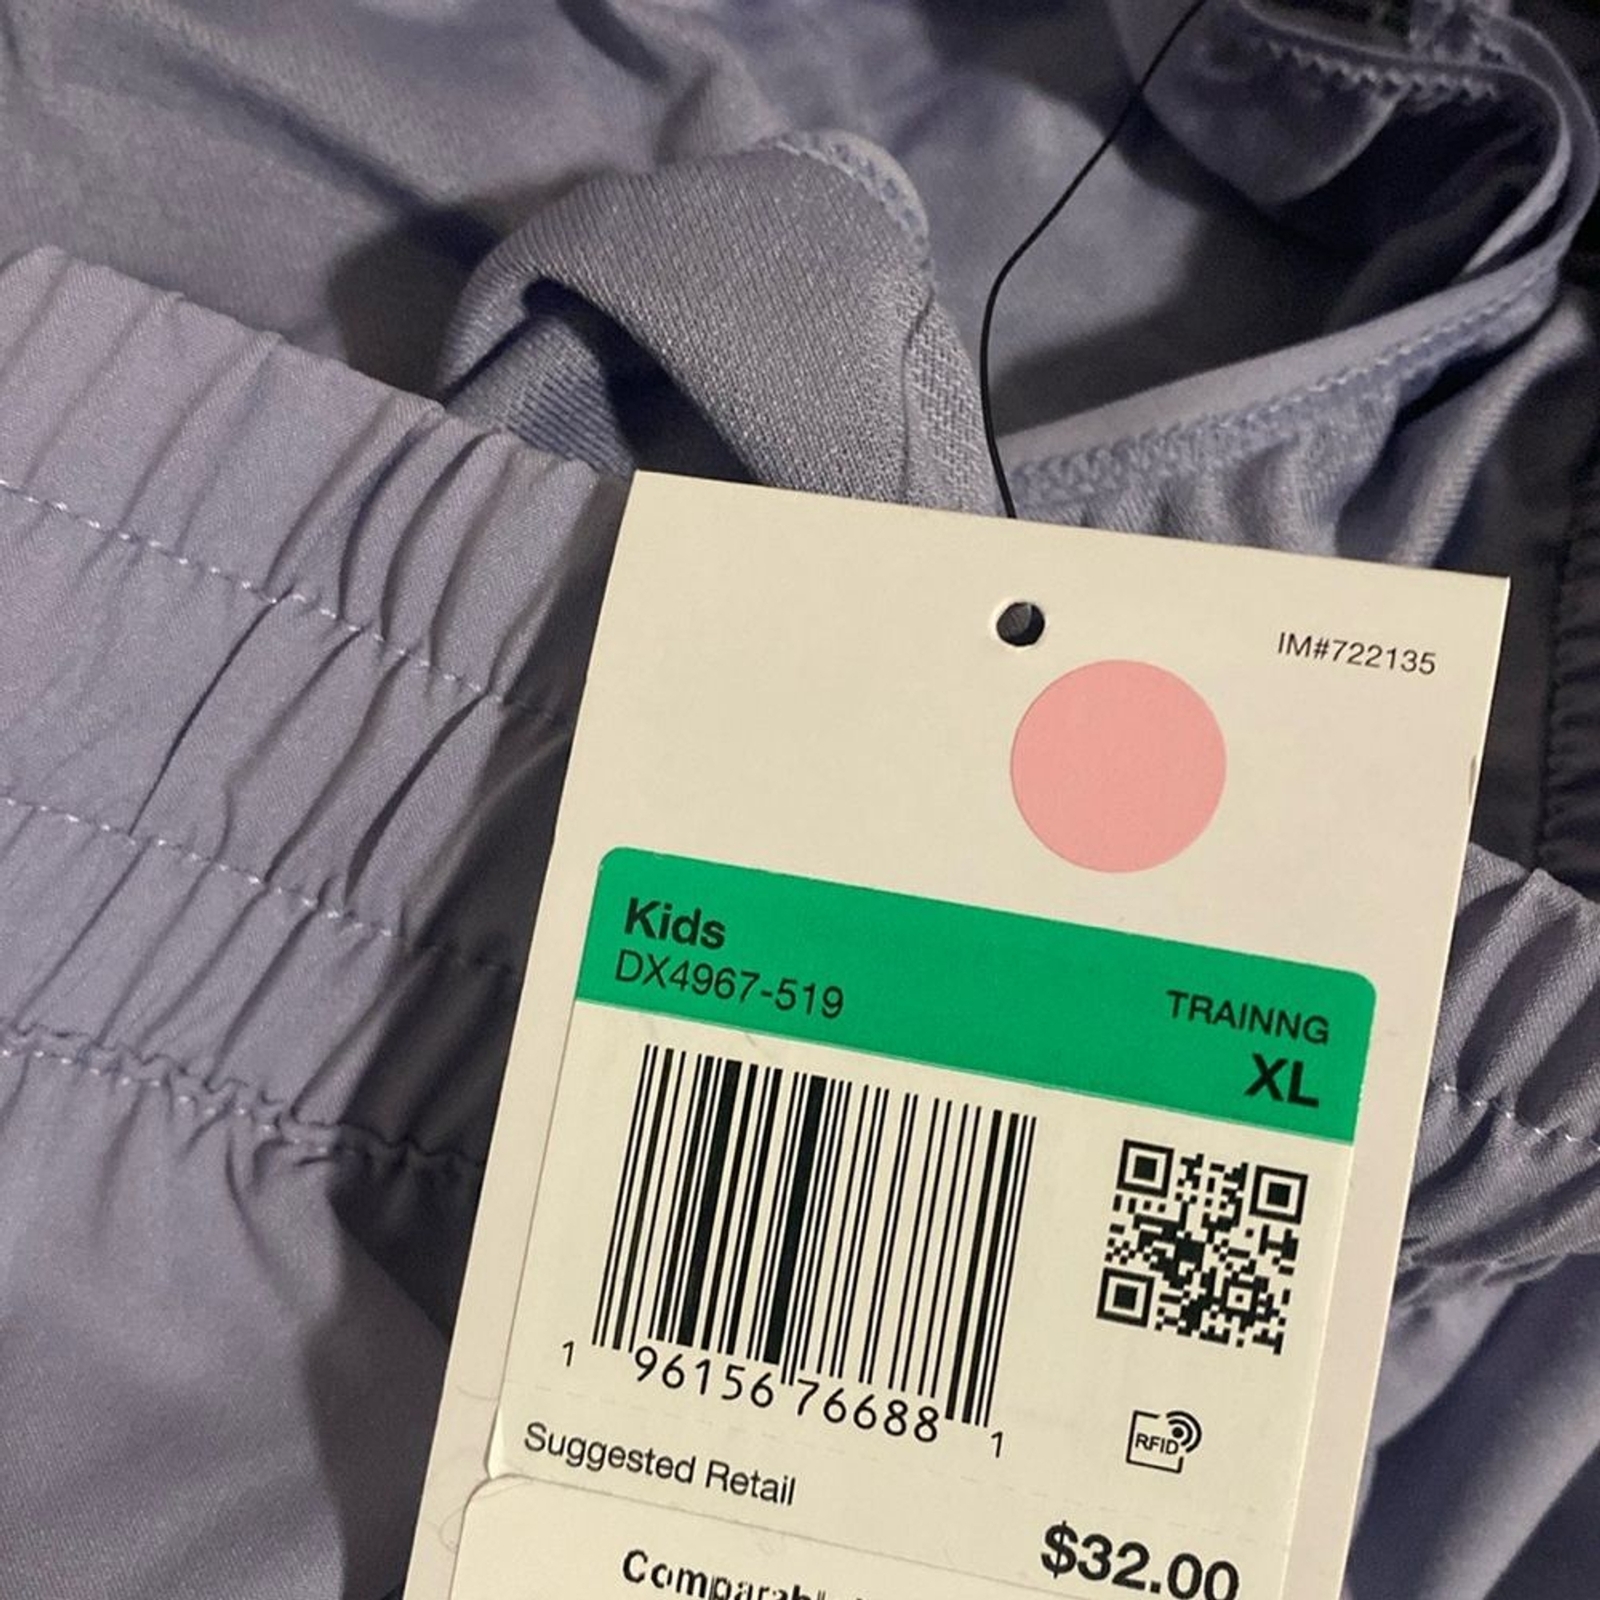 IM#722135
Kids
DX4967-519
TRAINNG
XL
1 96156 76688 1
RFID
Suggested Retail
$32.00